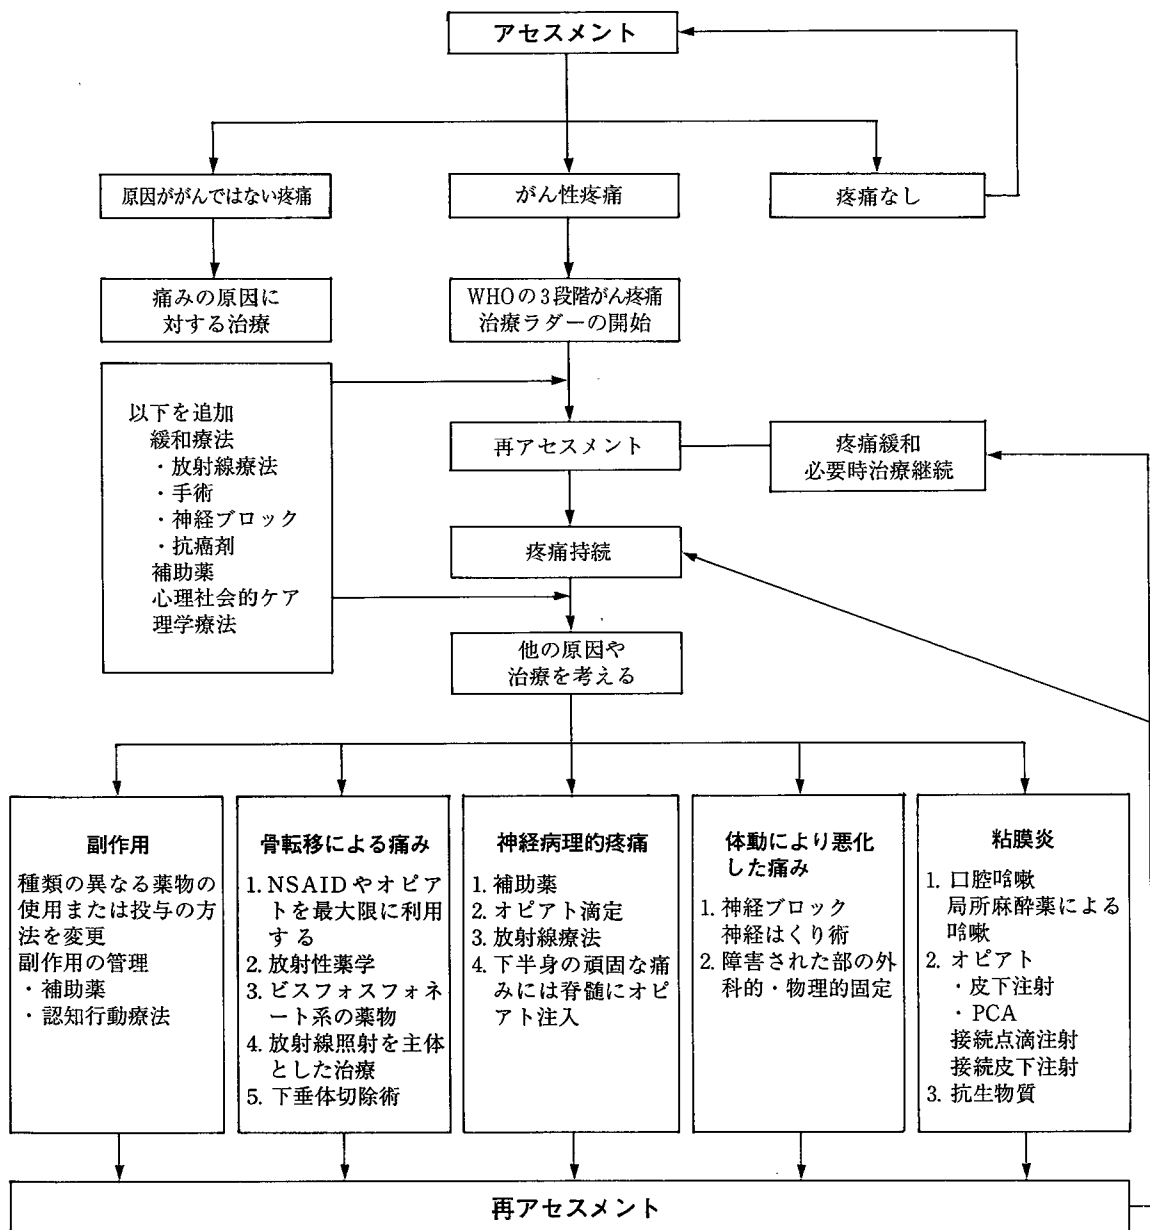 アセスメント
原因ががんではない疼痛
がん性疼痛
疼痛なし
痛みの原因に
対する治療
WHOの3段階がん疼痛
治療ラダーの開始
以下を追加
緩和療法
・放射線療法
・手術
・神経ブロック
・抗癌剤
補助薬
心理社会的ケア
理学療法
再アセスメント
疼痛緩和
必要時治療継続
疼痛持続
他の原因や
治療を考える
副作用
種類の異なる薬物の
使用または投与の方
法を変更
副作用の管理
・補助薬
・認知行動療法
骨転移による痛み
1. NSAIDやオピア
トを最大限に利用
する
2. 放射性薬学
3. ビスフォスフォネ
ート系の薬物
4. 放射線照射を主体
とした治療
5. 下垂体切除術
神経病理的疼痛
1. 補助薬
2. オピアト滴定
3. 放射線療法
4. 下半身の頑固な痛
みには脊髄にオピ
アト注入
体動により悪化
した痛み
1. 神経ブロック
神経はくり術
2. 障害された部の外
科的・物理的固定
粘膜炎
1. 口腔唅嗽
局所麻酔薬による
唅嗽
2. オピアト
・皮下注射
・PCA
接続点滴注射
接続皮下注射
3. 抗生物質
再アセスメント